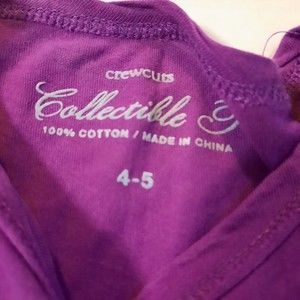 crewcuts
Collectible
100% COTTON / MADE IN CHINA
4-5